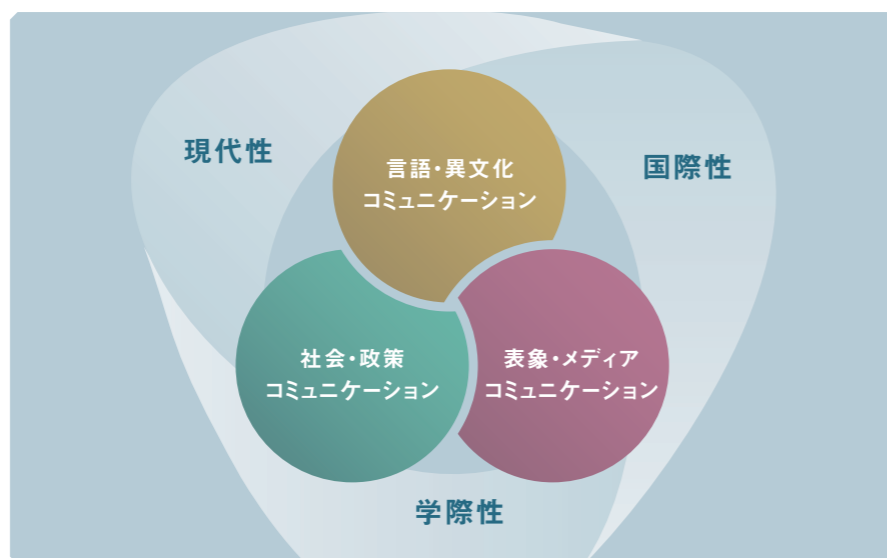 現代性
国際性
言語・異文化
コミュニケーション
社会・政策
コミュニケーション
表象・メディア
コミュニケーション
学際性